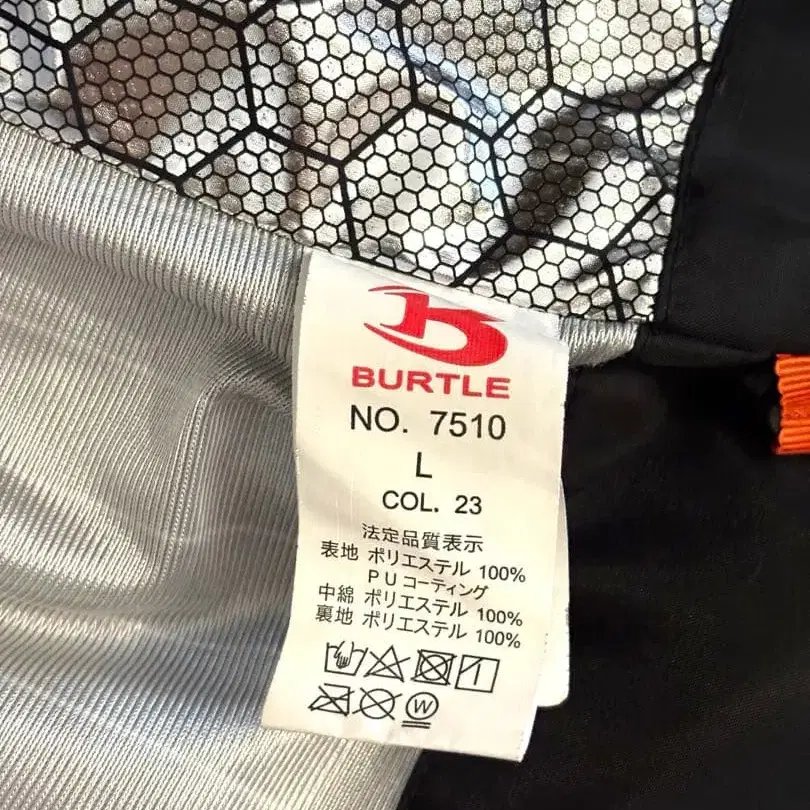 BURTLE
NO. 7510
L
COL. 23
法定品質表示
表地 ポリエステル 100%
PUコーティング
中綿 ポリエステル 100%
裏地 ポリエステル 100%
W